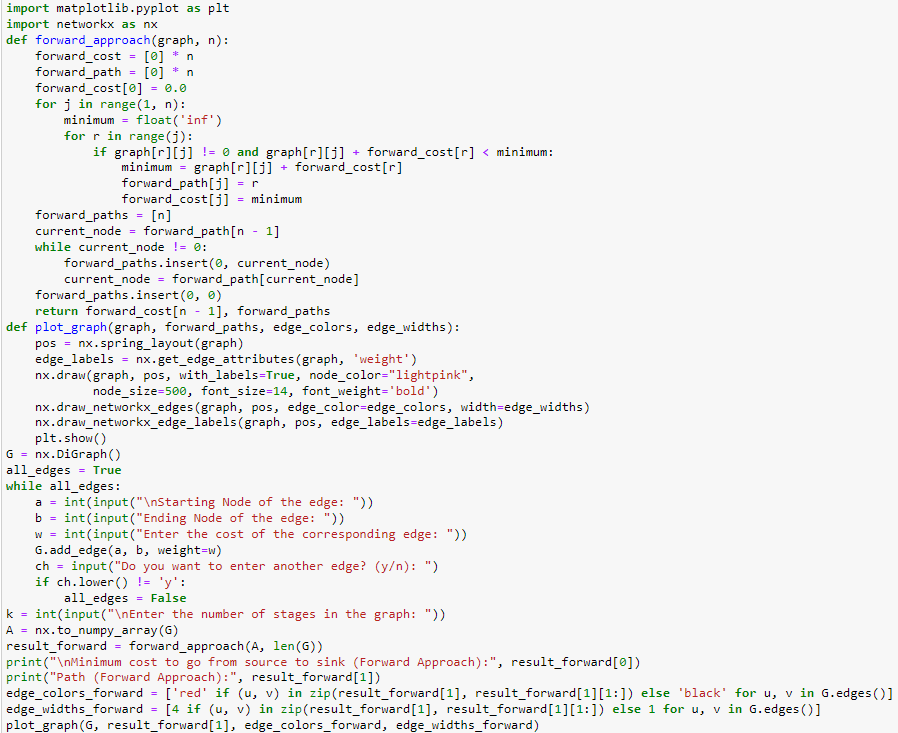 import matplotlib.pyplot as plt
import networkx as nx
def forward_approach(graph, n):
    forward_cost = [0] * n
    forward_path = [0] * n
    forward_cost[0] = 0.0
    for j in range(1, n):
        minimum = float('inf')
        for r in range(j):
            if graph[r][j] != 0 and graph[r][j] + forward_cost[r] < minimum:
                minimum = graph[r][j] + forward_cost[r]
                forward_path[j] = r
                forward_cost[j] = minimum
    forward_paths = [n]
    current_node = forward_path[n - 1]
    while current_node != 0:
        forward_paths.insert(0, current_node)
        current_node = forward_path[current_node]
    forward_paths.insert(0, 0)
    return forward_cost[n - 1], forward_paths
def plot_graph(graph, forward_paths, edge_colors, edge_widths):
    pos = nx.spring_layout(graph)
    edge_labels = nx.get_edge_attributes(graph, 'weight')
    nx.draw(graph, pos, with_labels=True, node_color="lightpink",
            node_size=500, font_size=14, font_weight='bold')
    nx.draw_networkx_edges(graph, pos, edge_color=edge_colors, width=edge_widths)
    nx.draw_networkx_edge_labels(graph, pos, edge_labels=edge_labels)
    plt.show()
G = nx.DiGraph()
all_edges = True
while all_edges:
    a = int(input("\nStarting Node of the edge: "))
    b = int(input("Ending Node of the edge: "))
    w = int(input("Enter the cost of the corresponding edge: "))
    G.add_edge(a, b, weight=w)
    ch = input("Do you want to enter another edge? (y/n): ")
    if ch.lower() != 'y':
        all_edges = False
k = int(input("\nEnter the number of stages in the graph: "))
A = nx.to_numpy_array(G)
result_forward = forward_approach(A, len(G))
print("\nMinimum cost to go from source to sink (Forward Approach):", result_forward[0])
print("Path (Forward Approach):", result_forward[1])
edge_colors_forward = ['red' if (u, v) in zip(result_forward[1], result_forward[1][1:]) else 'black' for u, v in G.edges()]
edge_widths_forward = [4 if (u, v) in zip(result_forward[1], result_forward[1][1:]) else 1 for u, v in G.edges()]
plot_graph(G, result_forward[1], edge_colors_forward, edge_widths_forward)